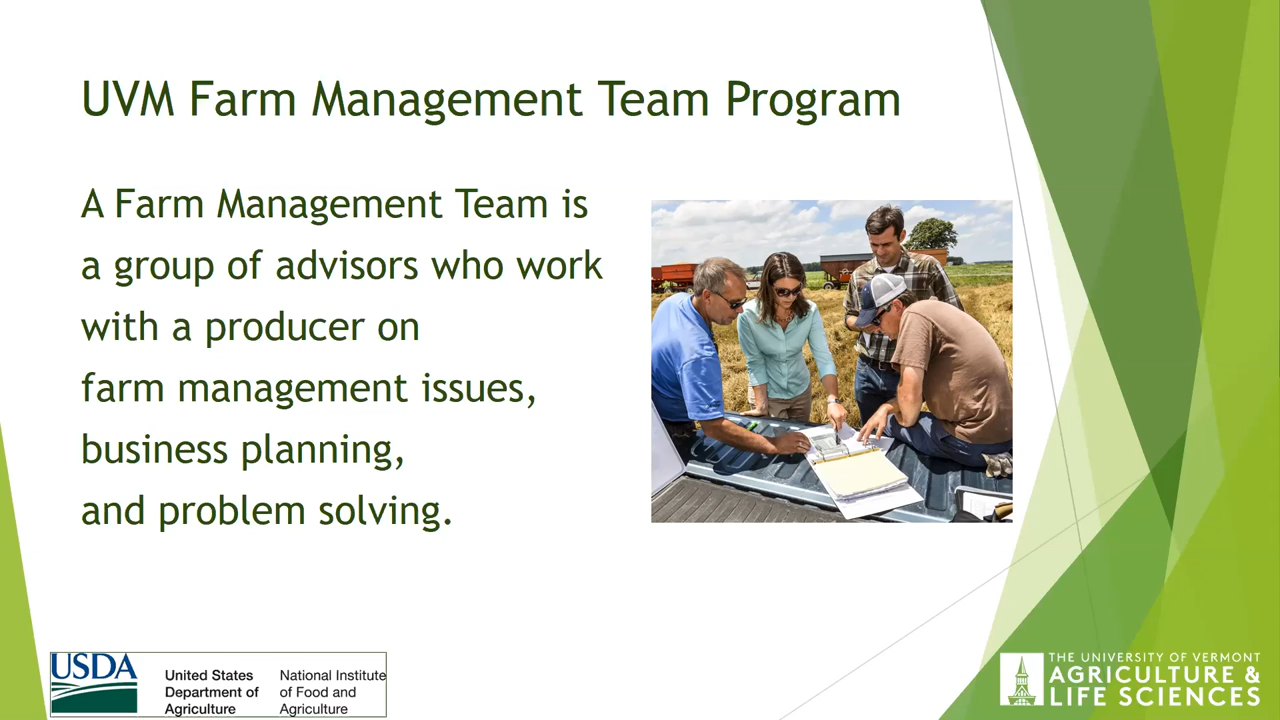 UVM Farm Management Team Program
A Farm Management Team is
a group of advisors who work
with a producer on
farm management issues,
business planning,
and problem solving.
USDA
United States
Department of
Agriculture
National Institute
of Food and
Agriculture
THE UNIVERSITY OF VERMONT
AGRICULTURE &
LIFE SCIENCES